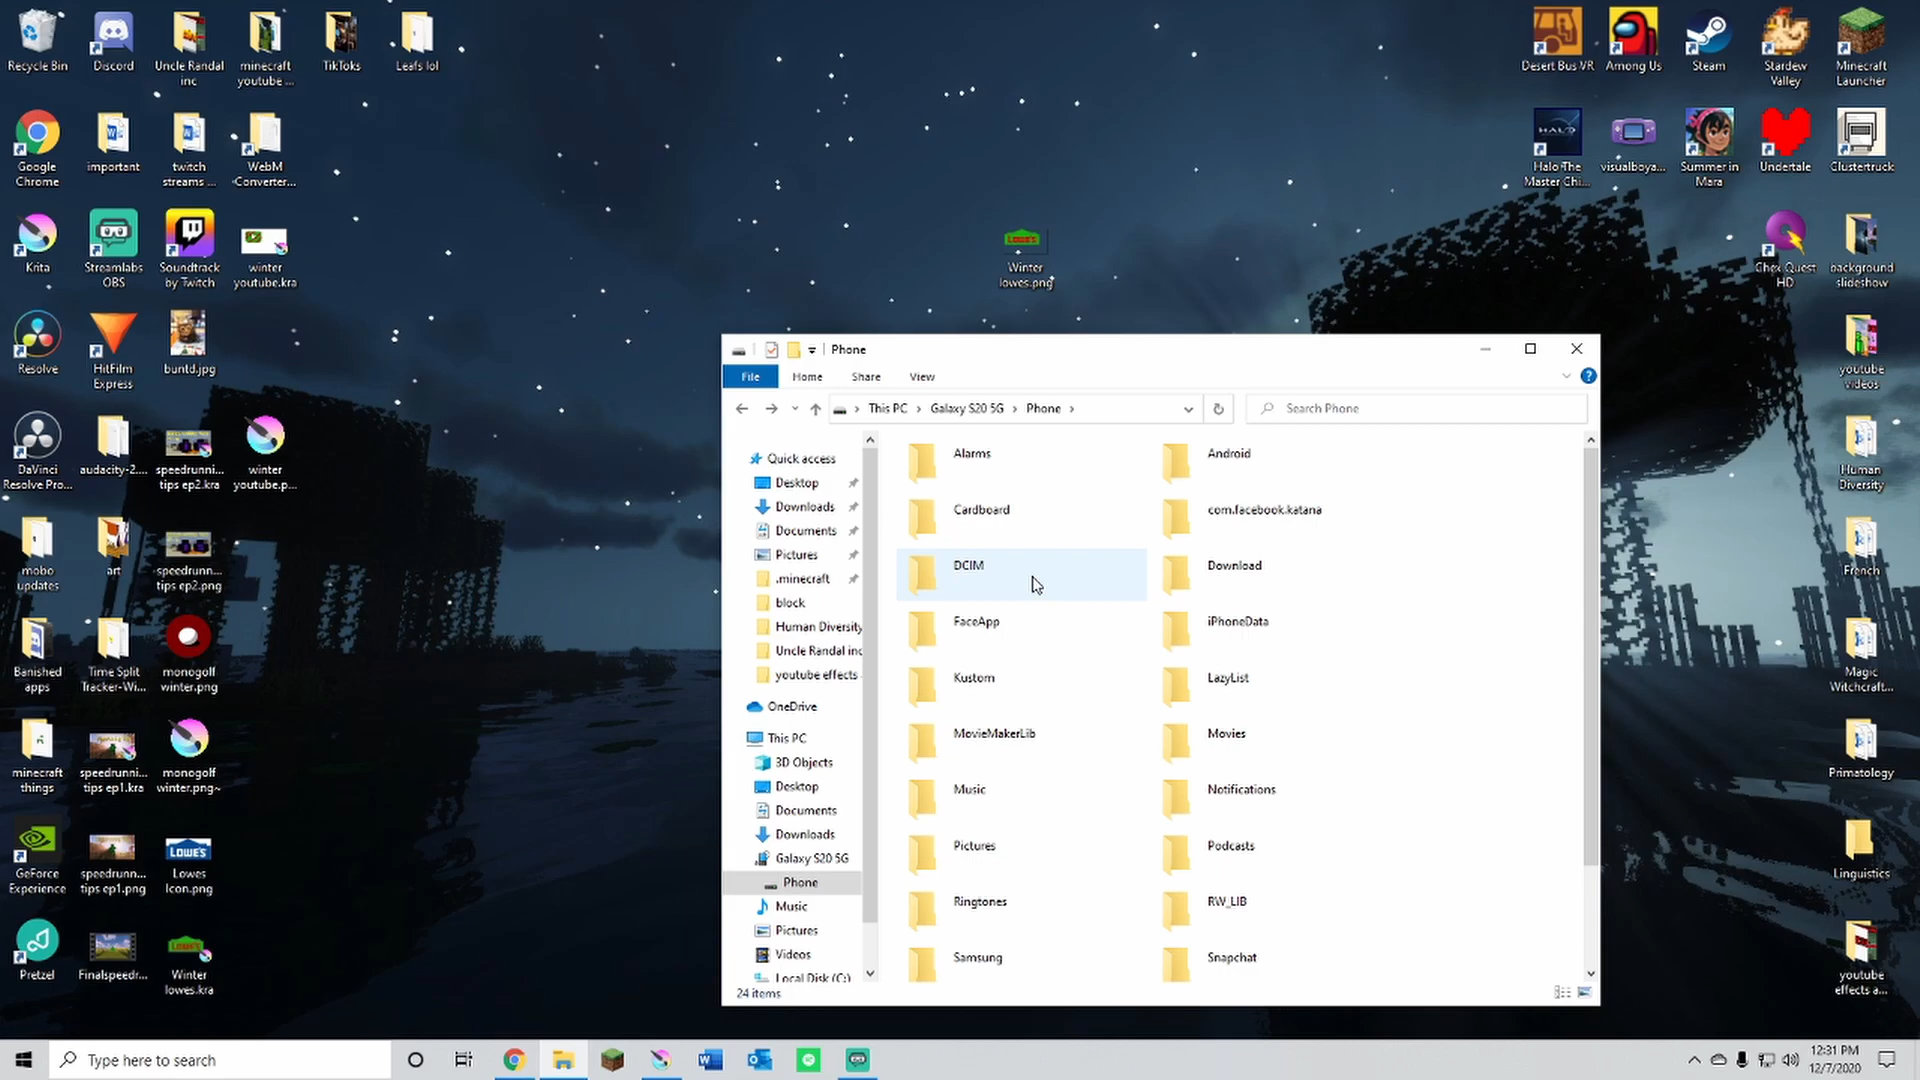 Recycle Bin
Discord
Uncle Randal
inc
minecraft
youtube ...
TikToks
Leafs lol
Desert Bus VR
Among Us
Steam
Stardew
Valley
Minecraft
Launcher
Google
Chrome
important
twitch
streams ...
WebM
Converter...
HALO
Halo The
Master Chi...
visualboya...
Summer in
Mara
Undertale
Clustertruck
Krita
Streamlabs
OBS
Soundtrack
by Twitch
winter
youtube.kra
LOWE'S
Winter
lowes.png
Chex Quest
HD
background
slideshow
Resolve
HitFilm
Express
buntd.jpg
youtube
videos
DaVinci
Resolve Pro...
audacity-2....
speedrunni...
tips ep2.kra
winter
youtube.p...
Human
Diversity
mobo
updates
art
speedrunn...
tips ep2.png
French
Banished
apps
Time Split
Tracker-Wi...
monogolf
winter.png
Magic
Witchcraft...
minecraft
things
speedrunni...
tips ep1.kra
monogolf
winter.png~
Primatology
GeForce
Experience
speedrunn...
tips ep1.png
LOWE'S
Lowes
Icon.png
Linguistics
Pretzel
Finalspeedr...
LOWE'S
Winter
lowes.kra
youtube
effects a...
Phone
File
Home
Share
View
This PC
Galaxy S20 5G
Phone
Search Phone
Quick access
Desktop
Downloads
Documents
Pictures
.minecraft
block
Human Diversity
Uncle Randal inc
youtube effects
OneDrive
This PC
3D Objects
Desktop
Documents
Downloads
Galaxy S20 5G
Phone
Music
Pictures
Videos
Local Disk (C:)
Alarms
Android
Cardboard
com.facebook.katana
DCIM
Download
FaceApp
iPhoneData
Kustom
LazyList
MovieMakerLib
Movies
Music
Notifications
Pictures
Podcasts
Ringtones
RW_LIB
Samsung
Snapchat
24 items
Type here to search
12:31 PM
12/7/2020